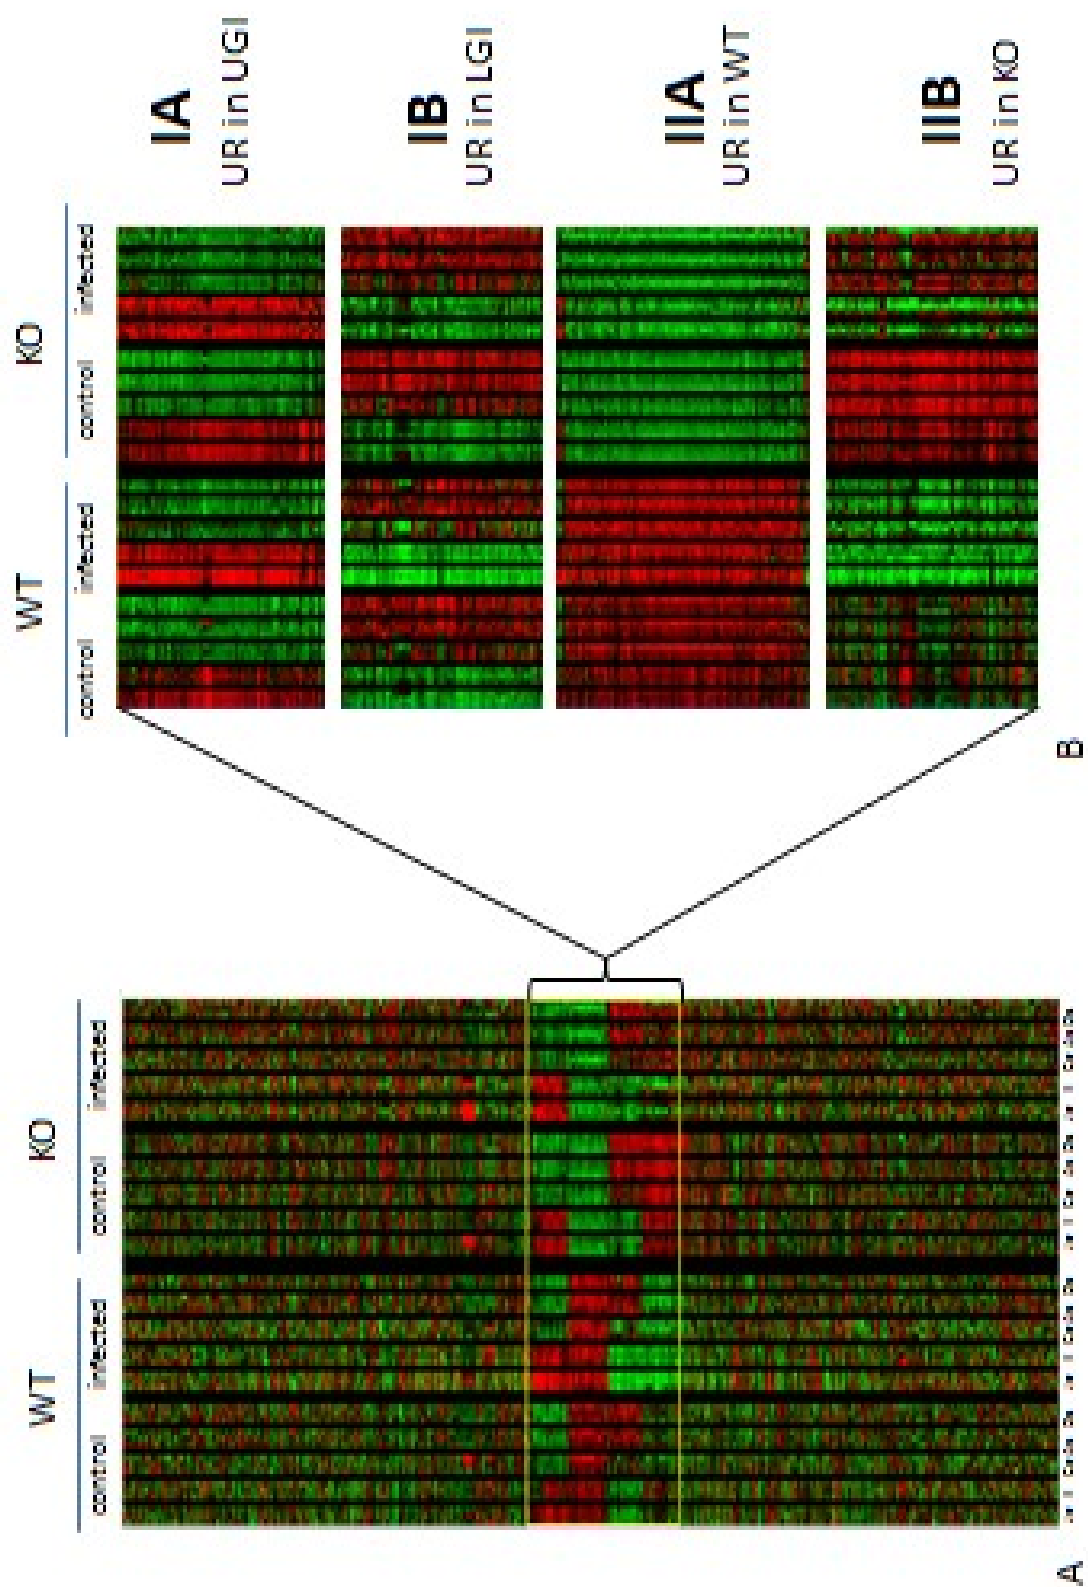 A
WT
KO
control
infected
control
infected
B
WT
KO
control
infected
control
infected
IA
UR in UGI
IB
UR in LGI
IIA
UR in WT
IIB
UR in KO